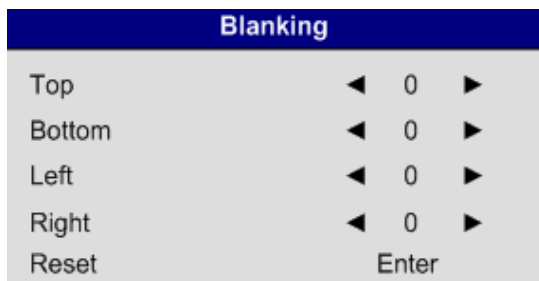 Blanking
Top ◀ 0 ▶
Bottom ◀ 0 ▶
Left ◀ 0 ▶
Right ◀ 0 ▶
Reset Enter